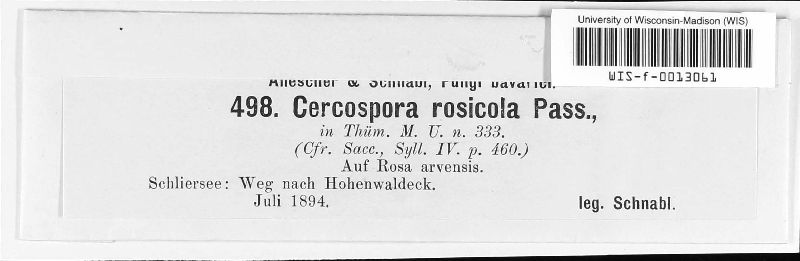 University of Wisconsin-Madison (WIS)
WIS-f-0013061
Allescher & Schnabl, Fungi bavarici.
498. Cercospora rosicola Pass.,
in Thüm. M. U. n. 333.
(Cfr. Sacc., Syll. IV. p. 460.)
Auf Rosa arvensis.
Schliersee: Weg nach Hohenwaldeck.
Juli 1894.
leg. Schnabl.